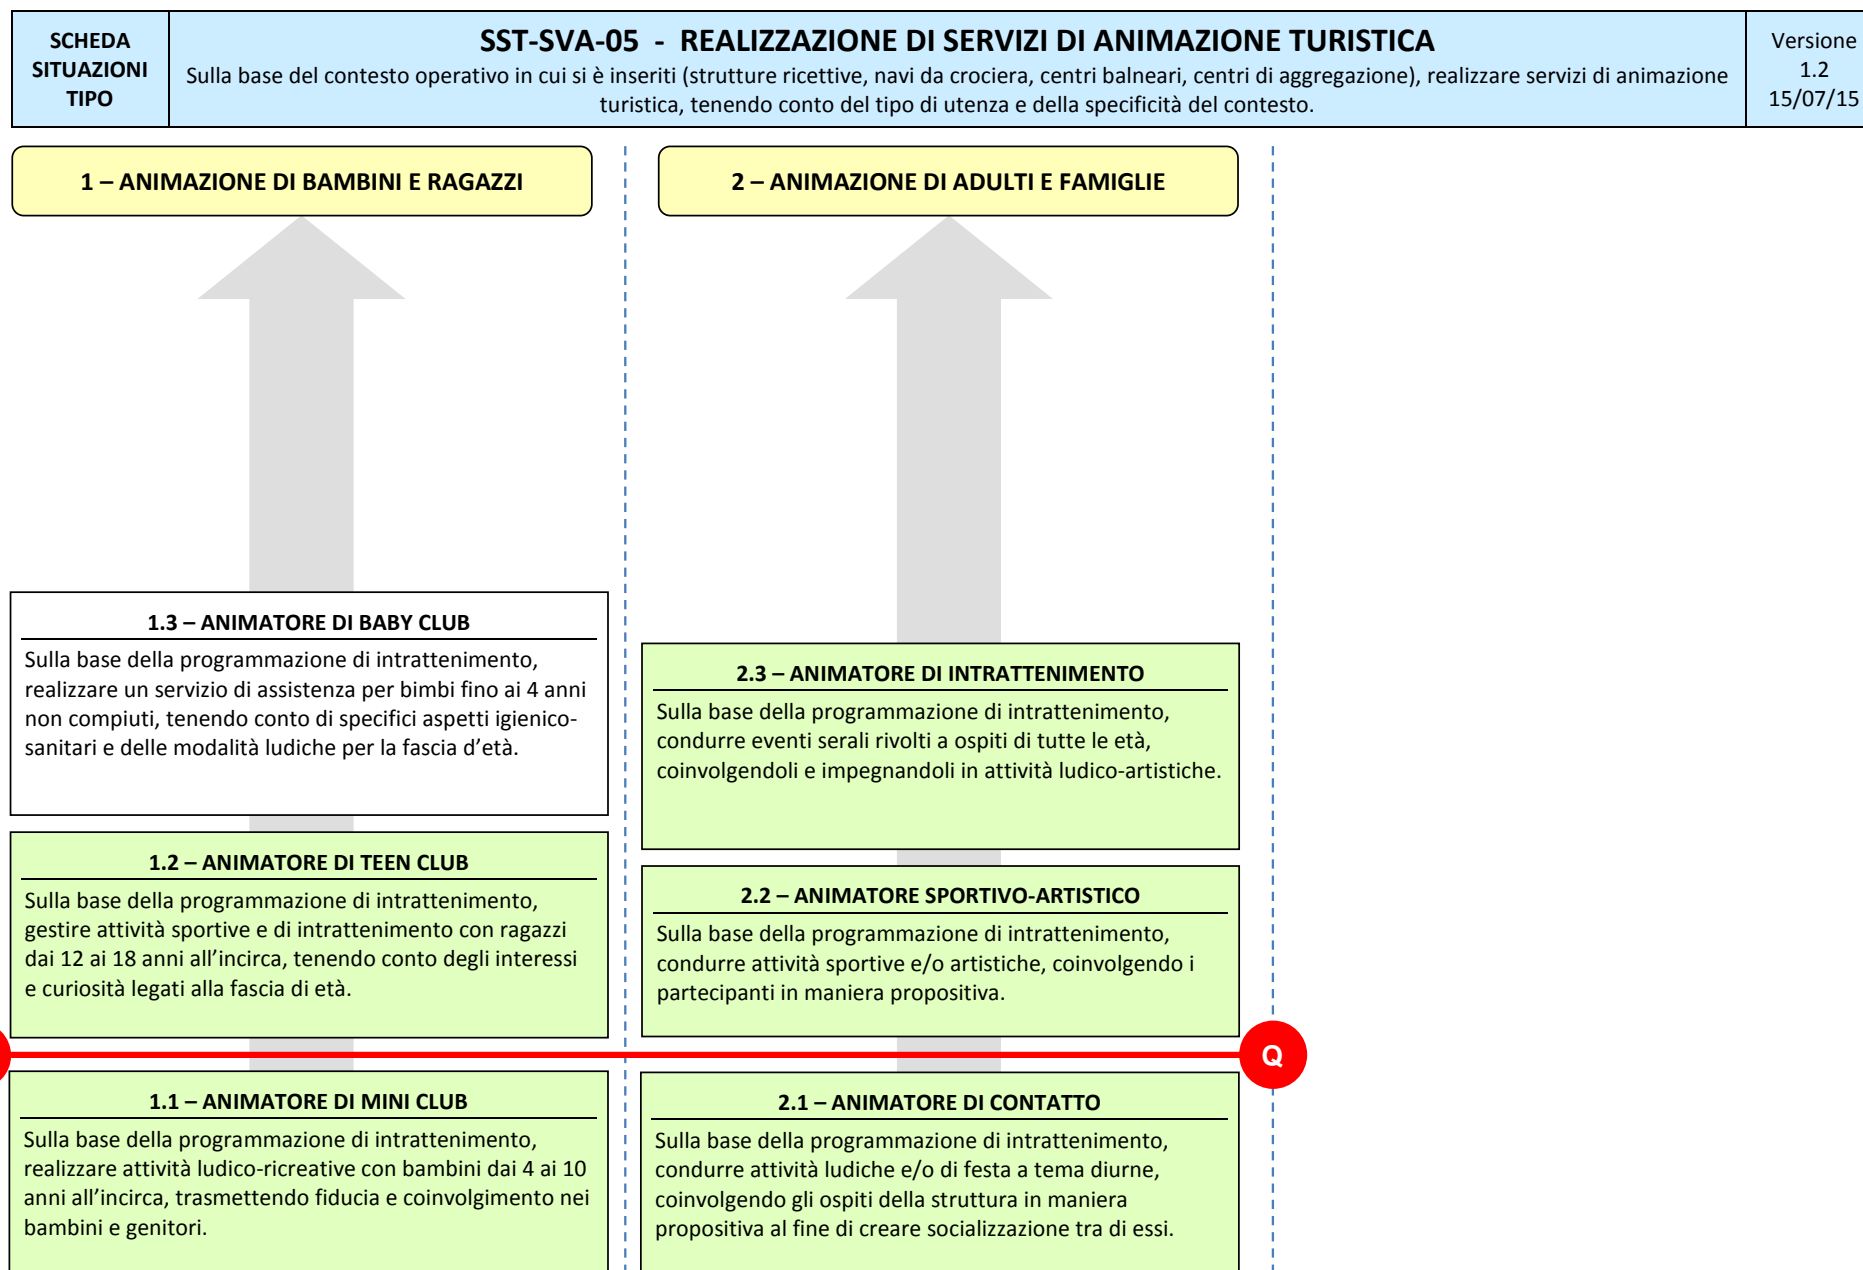 SCHEDA
SITUAZIONI
TIPO
SST-SVA-05 - REALIZZAZIONE DI SERVIZI DI ANIMAZIONE TURISTICA
Sulla base del contesto operativo in cui si è inseriti (strutture ricettive, navi da crociera, centri balneari, centri di aggregazione), realizzare servizi di animazione
turistica, tenendo conto del tipo di utenza e della specificità del contesto.
Versione
1.2
15/07/15
1 – ANIMAZIONE DI BAMBINI E RAGAZZI
2 – ANIMAZIONE DI ADULTI E FAMIGLIE
1.3 – ANIMATORE DI BABY CLUB
Sulla base della programmazione di intrattenimento,
realizzare un servizio di assistenza per bimbi fino ai 4 anni
non compiuti, tenendo conto di specifici aspetti igienico-
sanitari e delle modalità ludiche per la fascia d’età.
2.3 – ANIMATORE DI INTRATTENIMENTO
Sulla base della programmazione di intrattenimento,
condurre eventi serali rivolti a ospiti di tutte le età,
coinvolgendoli e impegnandoli in attività ludico-artistiche.
1.2 – ANIMATORE DI TEEN CLUB
Sulla base della programmazione di intrattenimento,
gestire attività sportive e di intrattenimento con ragazzi
dai 12 ai 18 anni all’incirca, tenendo conto degli interessi
e curiosità legati alla fascia di età.
2.2 – ANIMATORE SPORTIVO-ARTISTICO
Sulla base della programmazione di intrattenimento,
condurre attività sportive e/o artistiche, coinvolgendo i
partecipanti in maniera propositiva.
Q
1.1 – ANIMATORE DI MINI CLUB
Sulla base della programmazione di intrattenimento,
realizzare attività ludico-ricreative con bambini dai 4 ai 10
anni all’incirca, trasmettendo fiducia e coinvolgimento nei
bambini e genitori.
2.1 – ANIMATORE DI CONTATTO
Sulla base della programmazione di intrattenimento,
condurre attività ludiche e/o di festa a tema diurne,
coinvolgendo gli ospiti della struttura in maniera
propositiva al fine di creare socializzazione tra di essi.